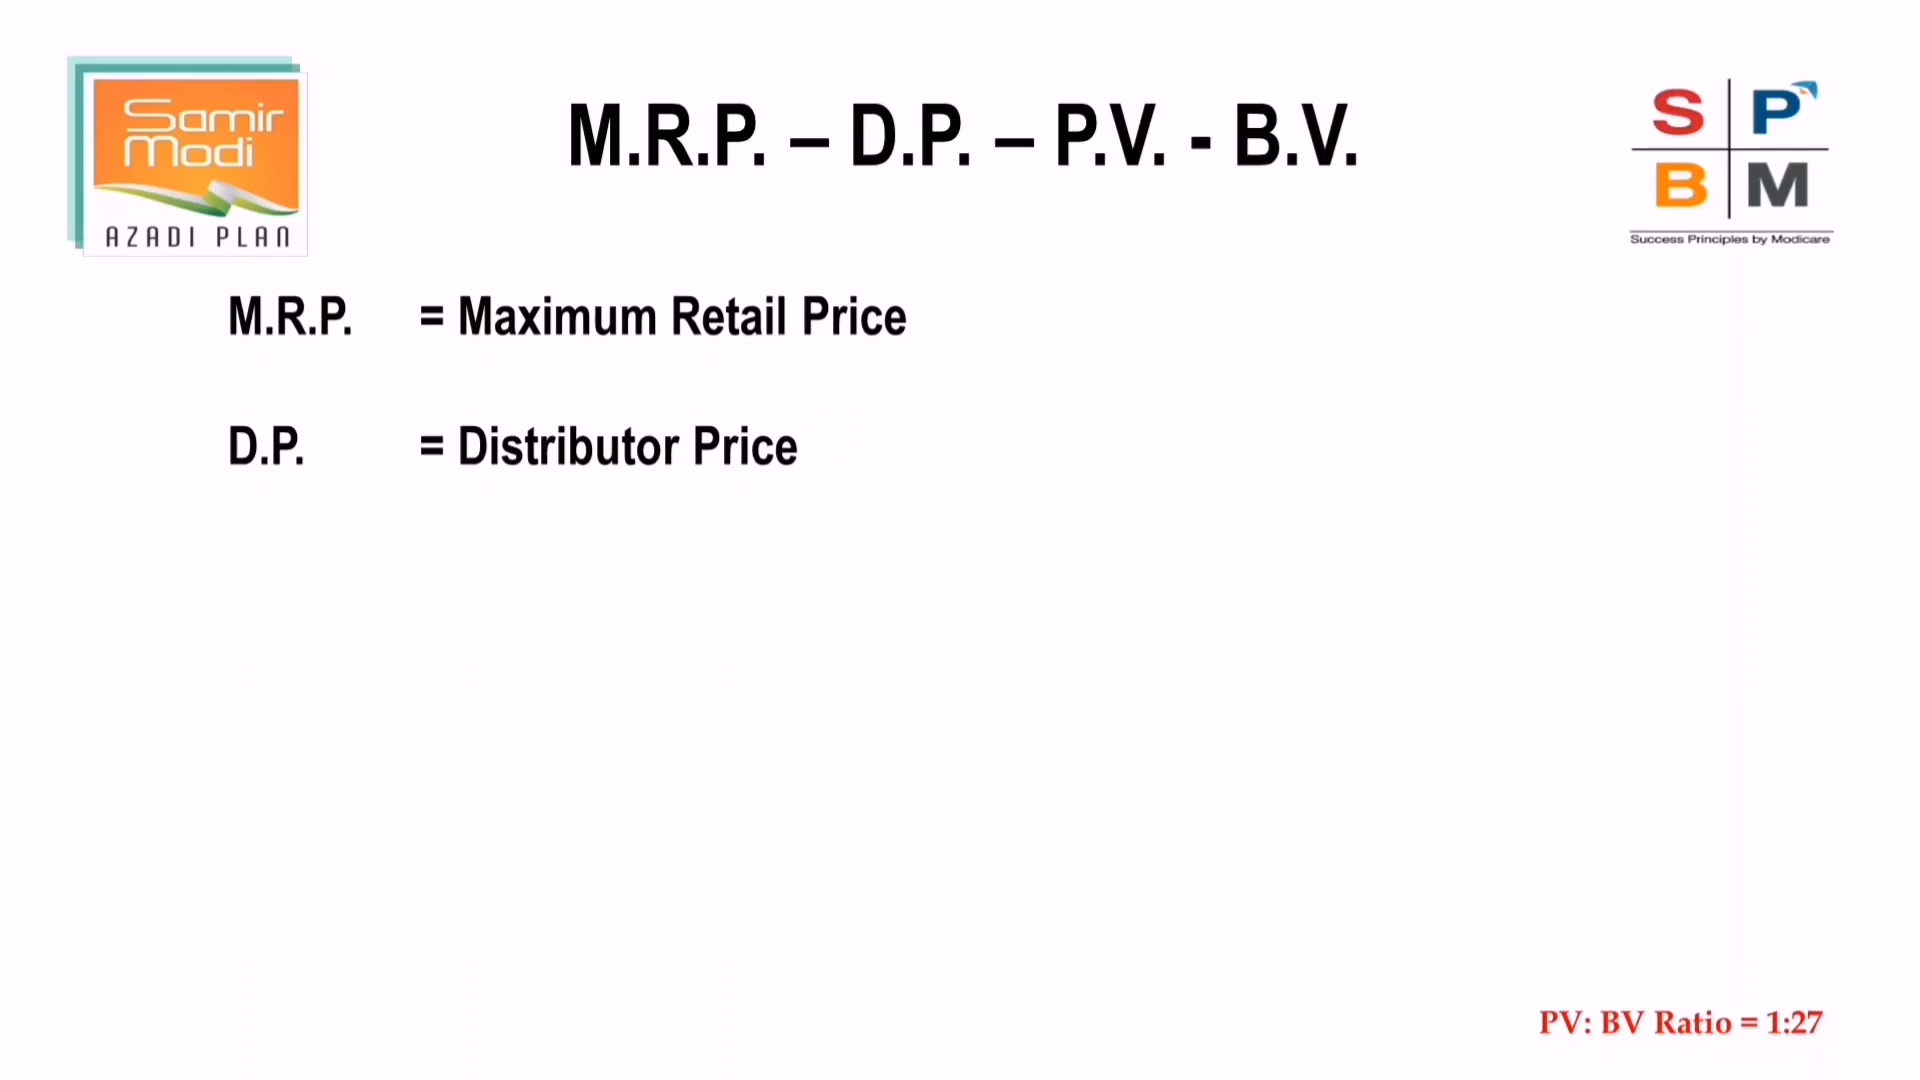 Samir
Modi
AZADI PLAN
M.R.P. – D.P. – P.V. - B.V.
S P
B M
Success Principles by Modicare
M.R.P. = Maximum Retail Price
D.P. = Distributor Price
PV: BV Ratio = 1:27